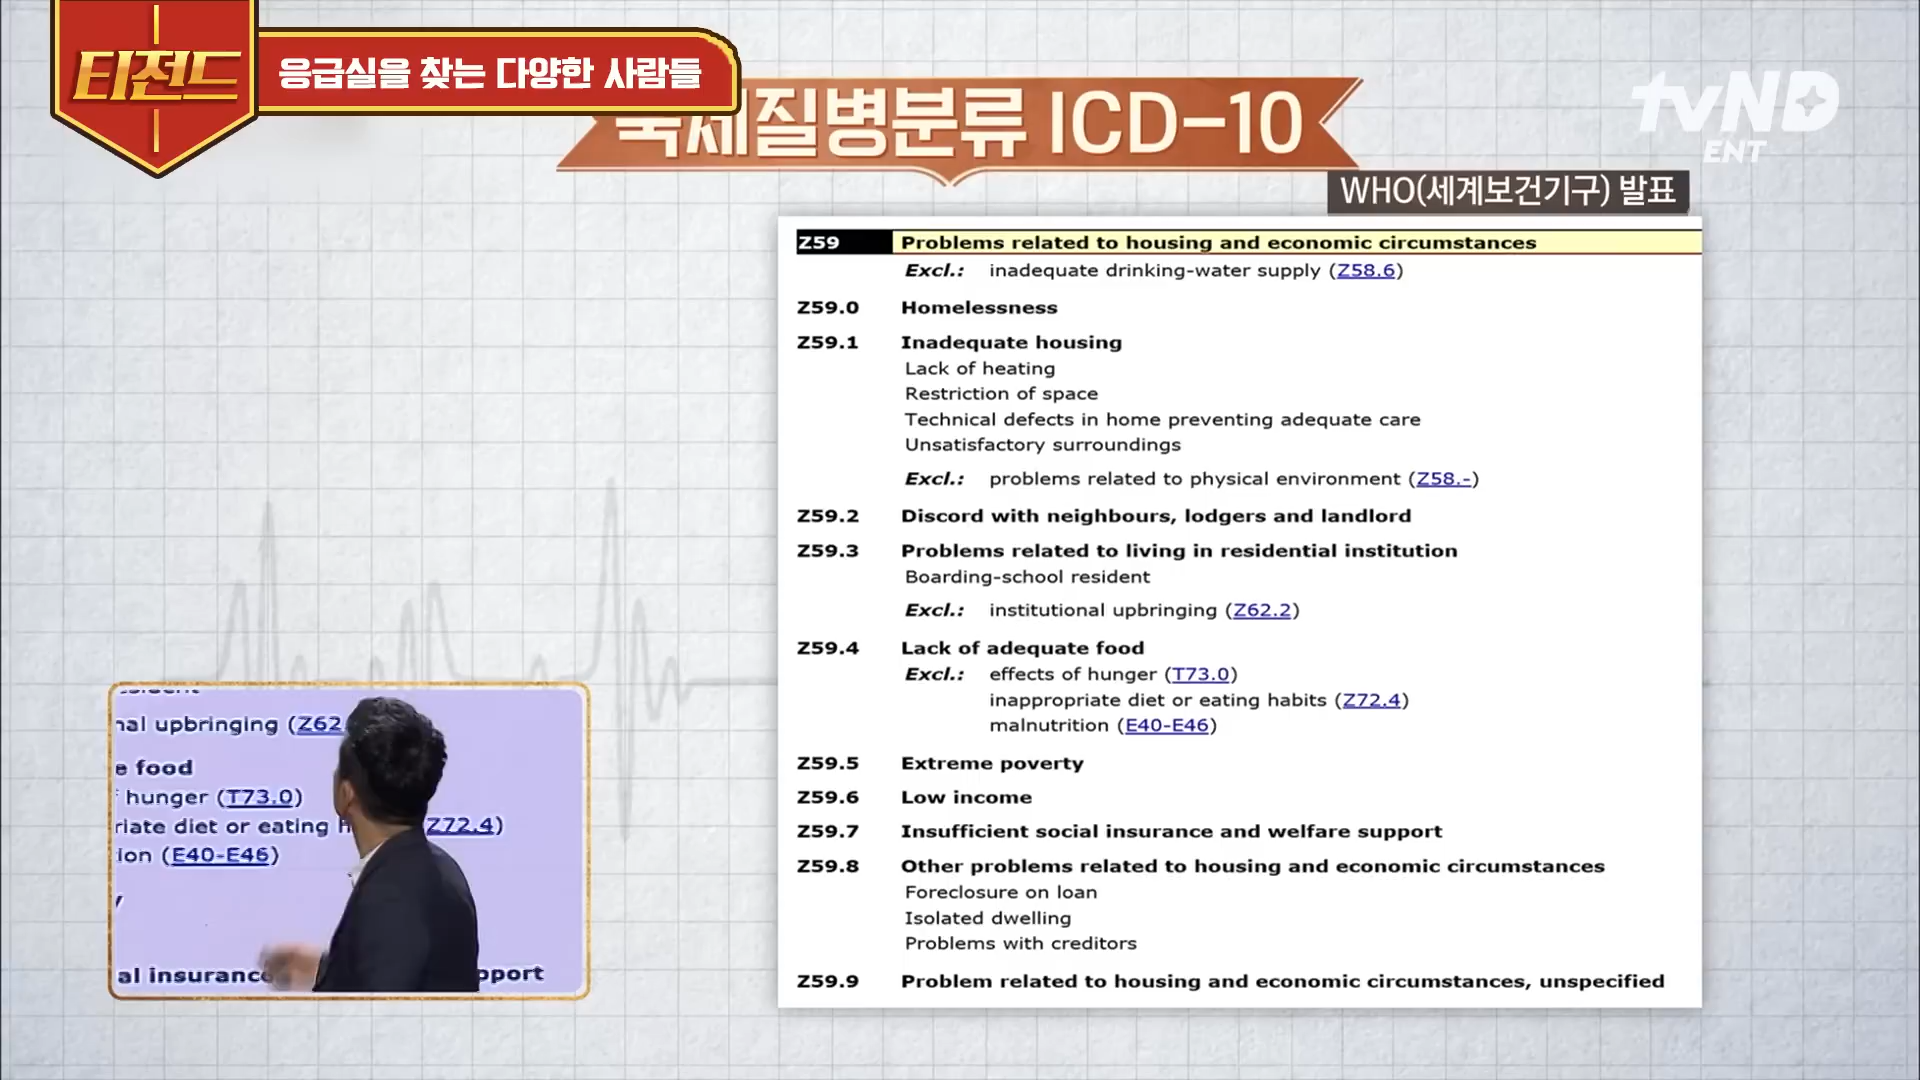 티전드
응급실을 찾는 다양한 사람들
국제질병분류 ICD-10
tvND
ENT
WHO(세계보건기구) 발표
Z59 Problems related to housing and economic circumstances
Excl.: inadequate drinking-water supply (Z58.6)
Z59.0 Homelessness
Z59.1 Inadequate housing
Lack of heating
Restriction of space
Technical defects in home preventing adequate care
Unsatisfactory surroundings
Excl.: problems related to physical environment (Z58.-)
Z59.2 Discord with neighbours, lodgers and landlord
Z59.3 Problems related to living in residential institution
Boarding-school resident
Excl.: institutional upbringing (Z62.2)
Z59.4 Lack of adequate food
Excl.: effects of hunger (T73.0)
inappropriate diet or eating habits (Z72.4)
malnutrition (E40-E46)
Z59.5 Extreme poverty
Z59.6 Low income
Z59.7 Insufficient social insurance and welfare support
Z59.8 Other problems related to housing and economic circumstances
Foreclosure on loan
Isolated dwelling
Problems with creditors
Z59.9 Problem related to housing and economic circumstances, unspecified
nal upbringing (Z62
e food
hunger (T73.0)
riate diet or eating h Z72.4)
ion (E40-E46)
y
al insurance pport